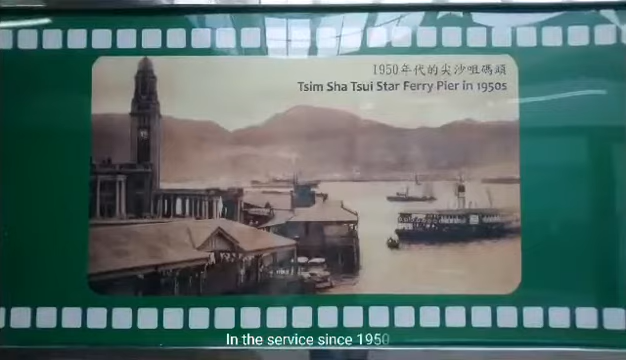 1950年代的尖沙咀碼頭
Tsim Sha Tsui Star Ferry Pier in 1950s
In the service since 1950